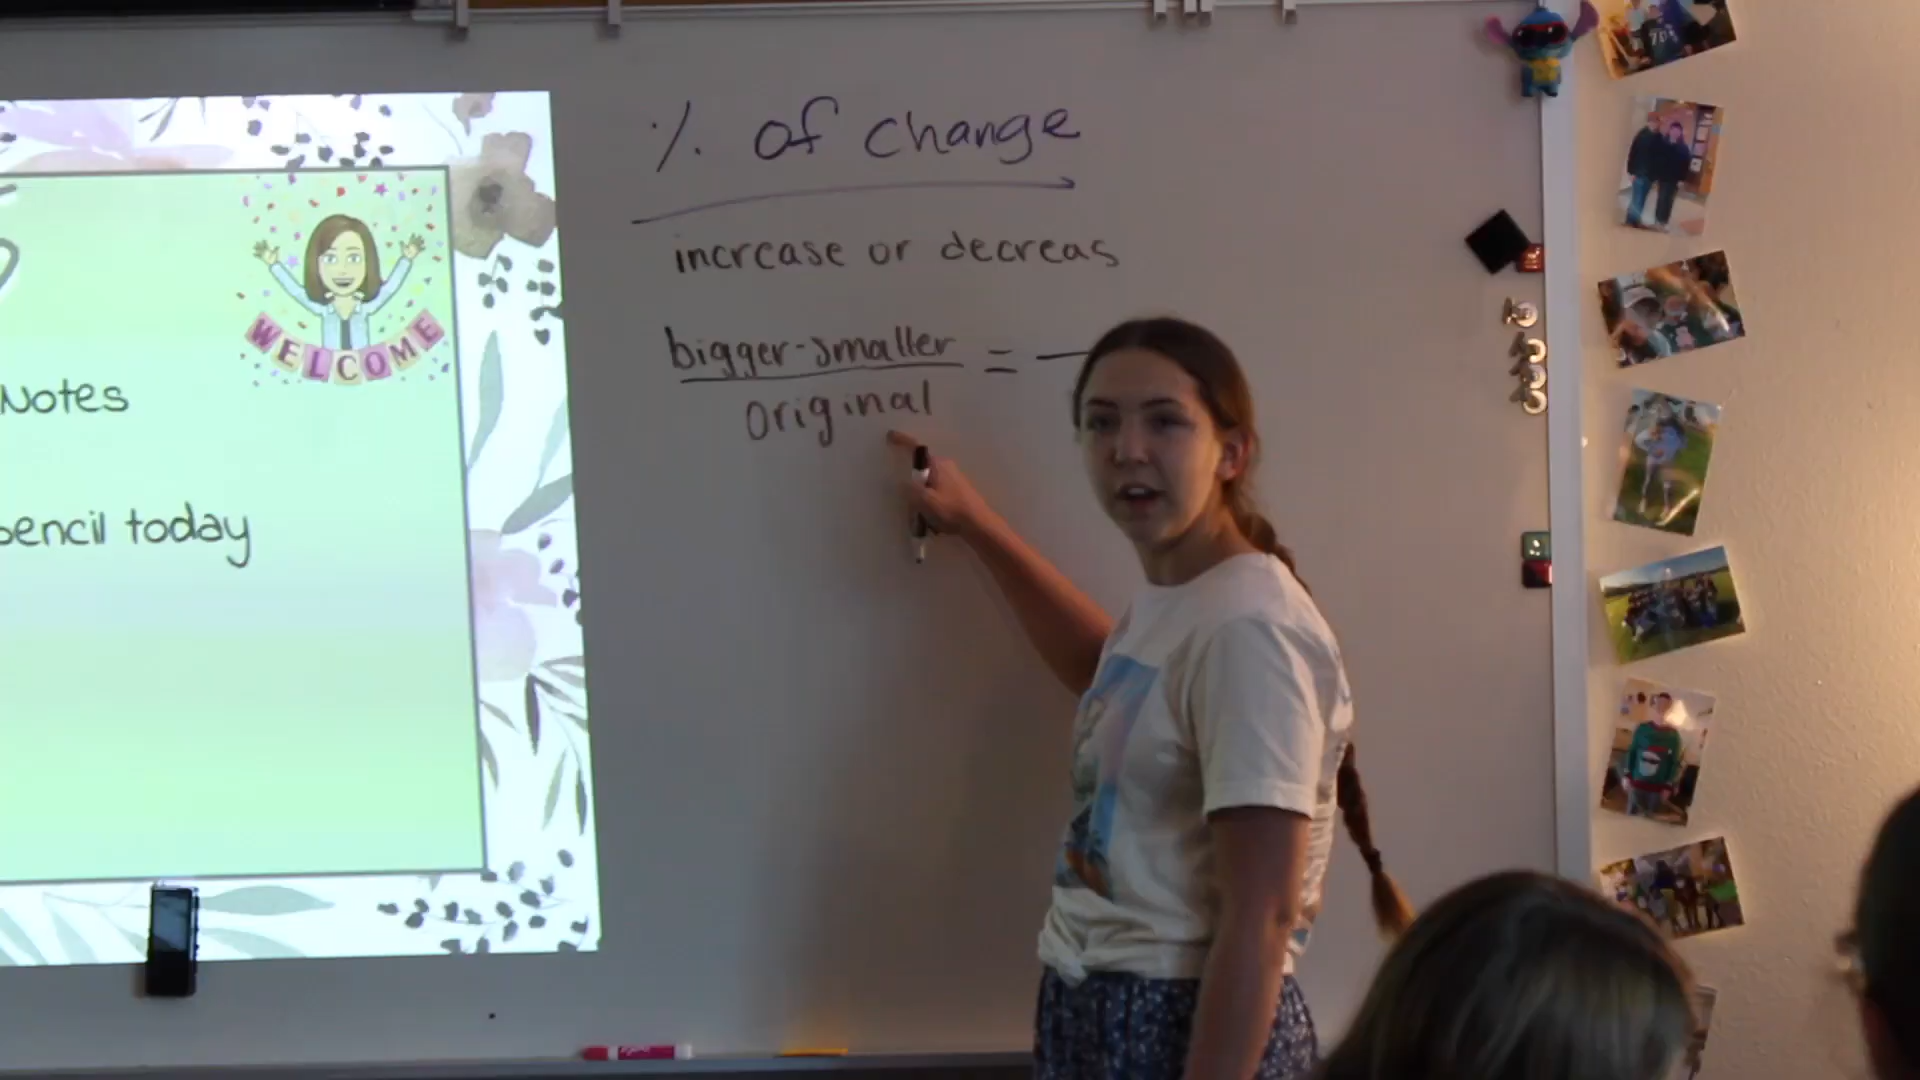 WELCOME
Notes
pencil today
% of change
increase or decreas
bigger-smaller =
original